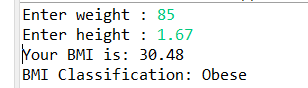 Enter weight : 85
Enter height : 1.67
Your BMI is: 30.48
BMI Classification: Obese